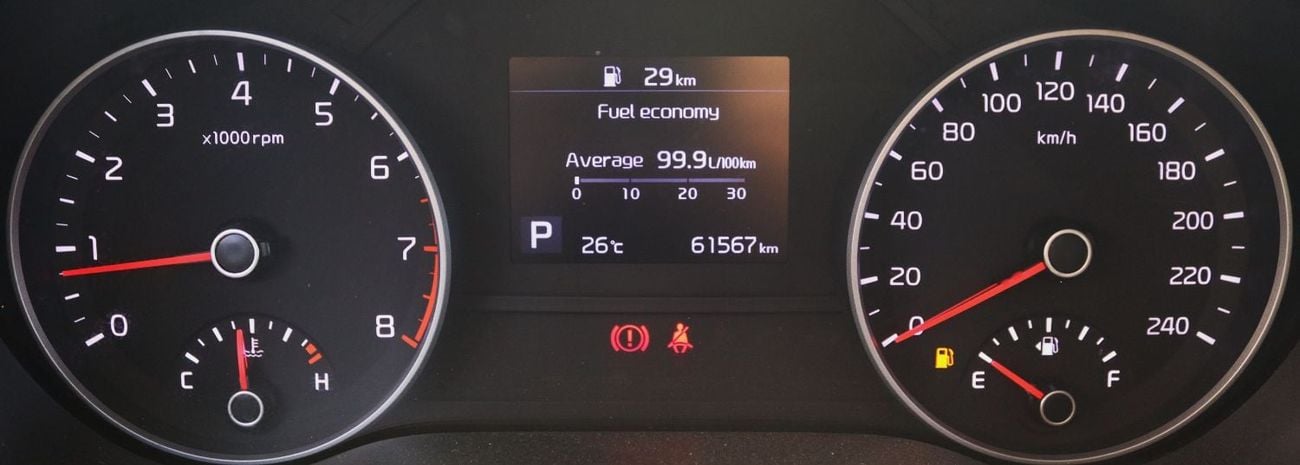 0
1
2
3
4
5
6
7
8
x1000rpm
C
H
29km
Fuel economy
Average 99.9L/100km
0 10 20 30
P 26℃ 61567km
0
20
40
60
80
100
120
140
160
180
200
220
240
km/h
E
F